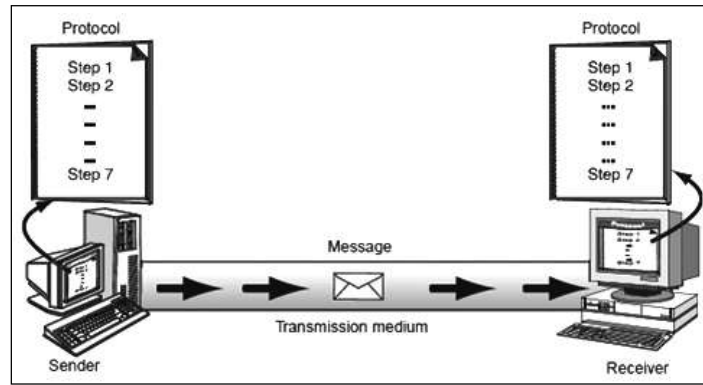 Protocol
Step 1
Step 2
Step 7
Protocol
Step 1
Step 2
...
...
...
...
Step 7
Message
Transmission medium
Sender
Receiver